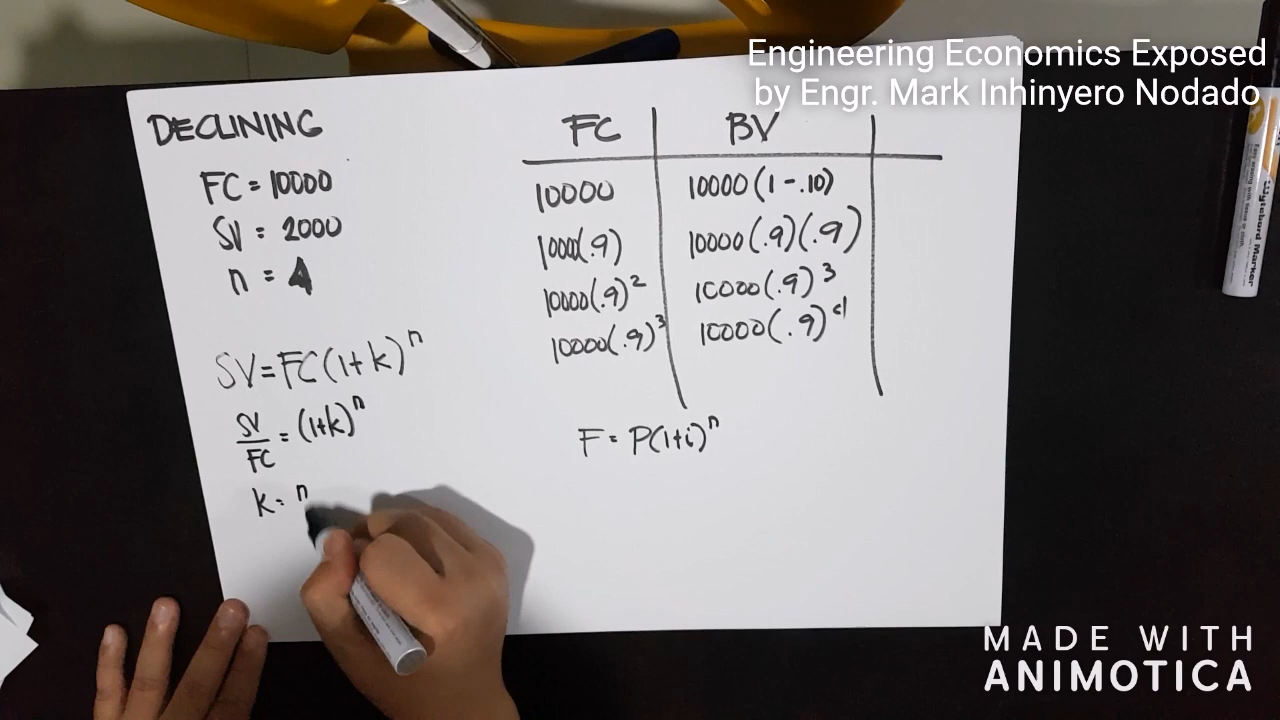 Engineering Economics Exposed
by Engr. Mark Inhinyero Nodado
DECLINING
FC = 10000
SV = 2000
n = 4
SV=FC(1+k)^n
SV/FC = (1+k)^n
k= n
FC | BV
10000 | 10000(1-.10)
1000(.9) | 10000(.9)(.9)
10000(.9)² | 10000(.9)³
10000(.9)³ | 10000(.9)⁴
F = P(1+i)^n
MADE WITH
ANIMOTICA